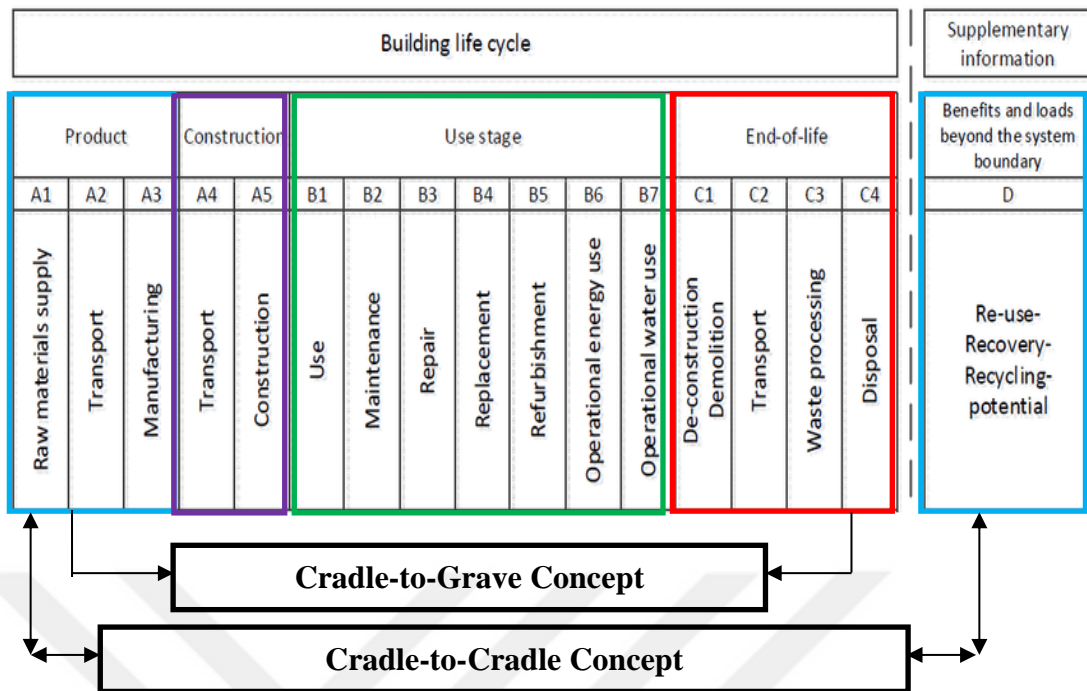 Building life cycle
Supplementary
information
Product
Construction
Use stage
End-of-life
Benefits and loads
beyond the system
boundary
A1
A2
A3
A4
A5
B1
B2
B3
B4
B5
B6
B7
C1
C2
C3
C4
D
Raw materials supply
Transport
Manufacturing
Transport
Construction
Use
Maintenance
Repair
Replacement
Refurbishment
Operational energy use
Operational water use
De-construction
Demolition
Transport
Waste processing
Disposal
Re-use-
Recovery-
Recycling-
potential
Cradle-to-Grave Concept
Cradle-to-Cradle Concept